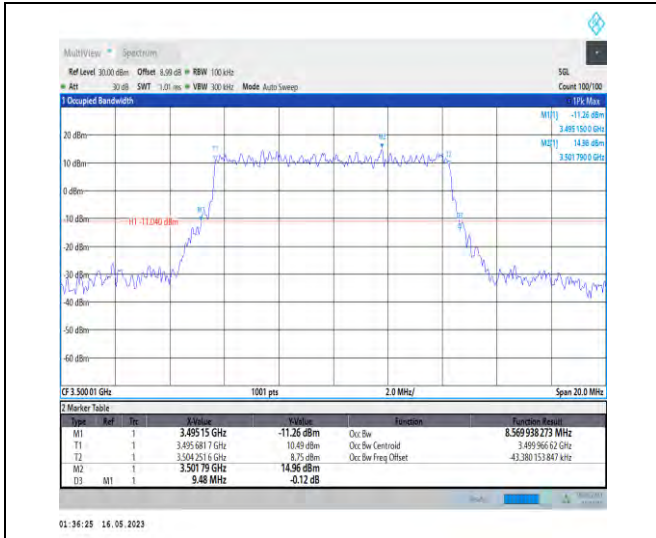 MultiView Spectrum
Ref Level 30.00 dBm Offset 8.99 dB RBW 100 kHz SGL
Att 30 dB SWT 1.01 ms VBW 300 kHz Mode Auto Sweep Count 100/100
1 Occupied Bandwidth 1Pk Max
M1[1] -11.26 dBm
3.495 150 0 GHz
M2[1] 14.96 dBm
3.501 790 0 GHz
20 dBm
M2
T1
T2
10 dBm
0 dBm
M1
-10 dBm
H1 -11.040 dBm
D3
-30 dBm
-40 dBm
-50 dBm
-60 dBm
CF 3.500 01 GHz 1001 pts 2.0 MHz/ Span 20.0 MHz
2 Marker Table
Type Ref Trc X-Value Y-Value Function Function Result
M1 1 3.495 15 GHz -11.26 dBm Occ Bw 8.569 938 273 MHz
T1 1 3.495 681 7 GHz 10.49 dBm Occ Bw Centroid 3.499 966 62 GHz
T2 1 3.504 251 6 GHz 8.75 dBm Occ Bw Freq Offset -43.380 153 847 kHz
M2 1 3.501 79 GHz 14.96 dBm
D3 M1 1 9.48 MHz -0.12 dB
01:36:25 16.05.2023